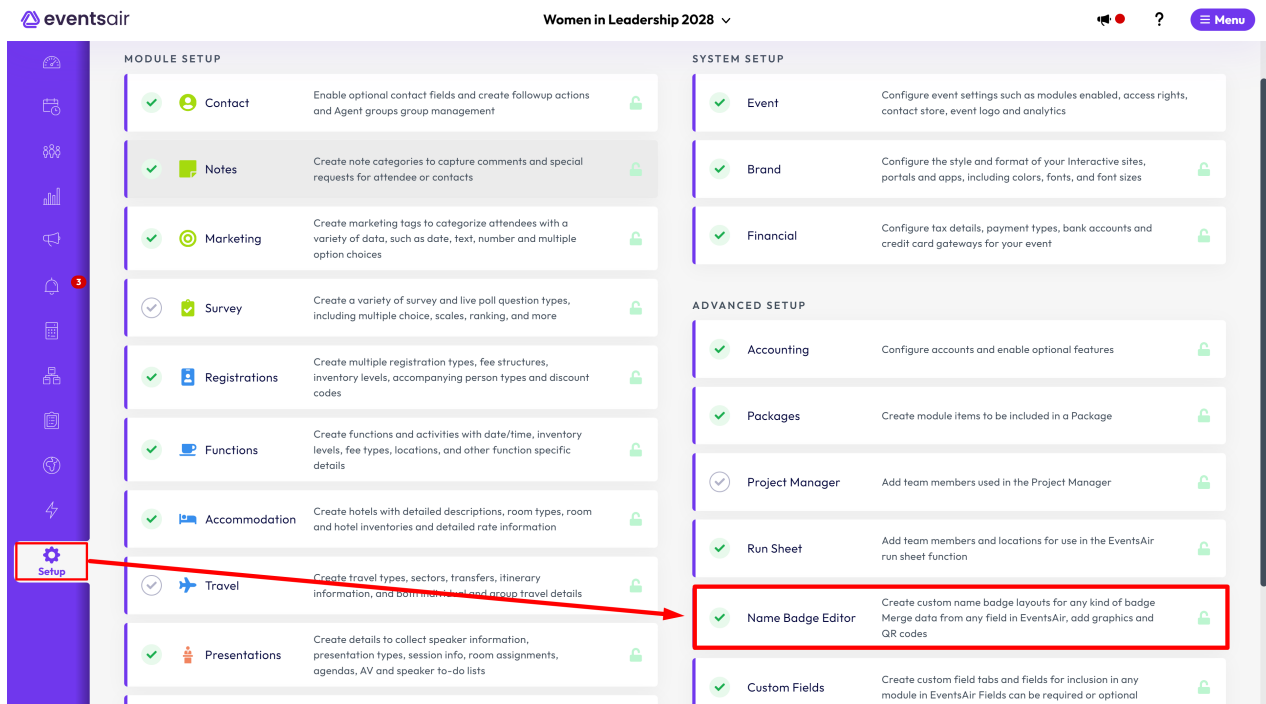 eventsair
Women in Leadership 2028
?
Menu
MODULE SETUP
Contact
Enable optional contact fields and create followup actions
and Agent groups group management
Notes
Create note categories to capture comments and special
requests for attendee or contacts
Marketing
Create marketing tags to categorize attendees with a
variety of data, such as date, text, number and multiple
option choices
3
Survey
Create a variety of survey and live poll question types,
including multiple choice, scales, ranking, and more
Registrations
Create multiple registration types, fee structures,
inventory levels, accompanying person types and discount
codes
Functions
Create functions and activities with date/time, inventory
levels, fee types, locations, and other function specific
details
Accommodation
Create hotels with detailed descriptions, room types, room
and hotel inventories and detailed rate information
Setup
Travel
Create travel types, sectors, transfers, itinerary
information, and both individual and group travel details
Presentations
Create details to collect speaker information,
presentation types, session info, room assignments,
agendas, AV and speaker to-do lists
SYSTEM SETUP
Event
Configure event settings such as modules enabled, access rights,
contact store, event logo and analytics
Brand
Configure the style and format of your Interactive sites,
portals and apps, including colors, fonts, and font sizes
Financial
Configure tax details, payment types, bank accounts and
credit card gateways for your event
ADVANCED SETUP
Accounting
Configure accounts and enable optional features
Packages
Create module items to be included in a Package
Project Manager
Add team members used in the Project Manager
Run Sheet
Add team members and locations for use in the EventsAir
run sheet function
Name Badge Editor
Create custom name badge layouts for any kind of badge
Merge data from any field in EventsAir, add graphics and
QR codes
Custom Fields
Create custom field tabs and fields for inclusion in any
module in EventsAir Fields can be required or optional